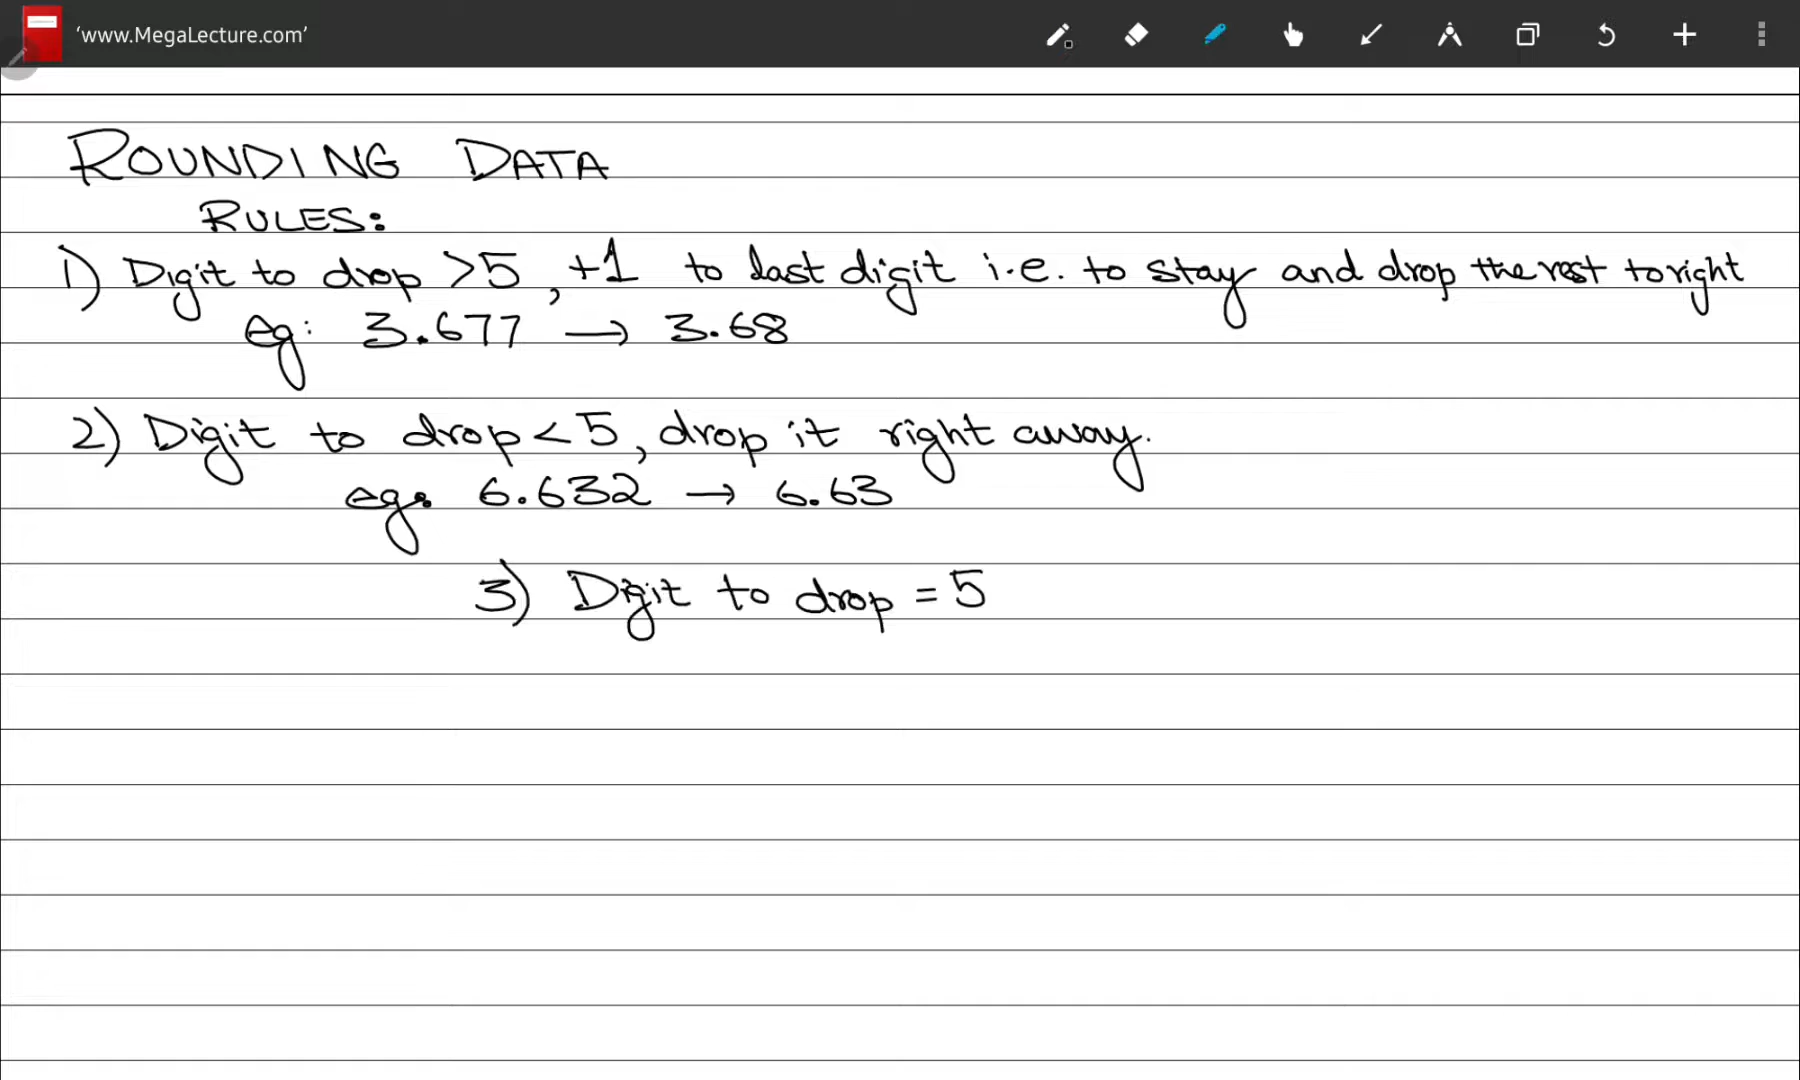 ‘www.MegaLecture.com’
ROUNDING DATA
RULES:
1) Digit to drop >5, +1 to last digit i.e. to stay and drop the rest to right
eg: 3.677 → 3.68
2) Digit to drop < 5, drop it right away.
eg: 6.632 → 6.63
3) Digit to drop = 5